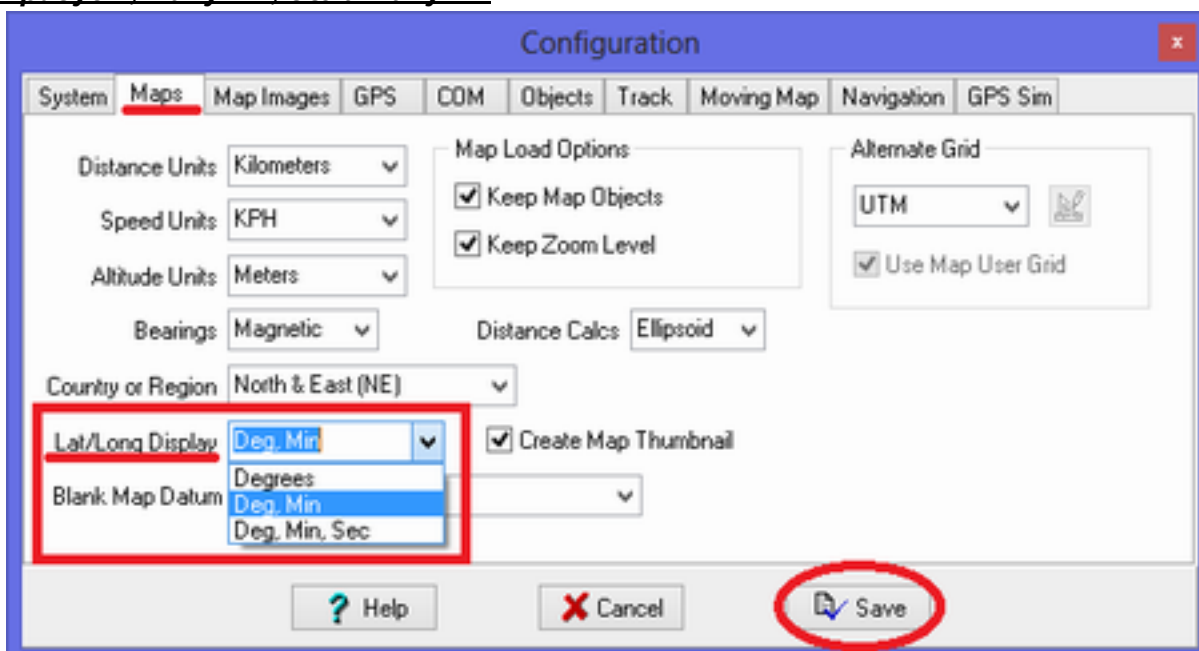 Configuration
x
System Maps Map Images GPS COM Objects Track Moving Map Navigation GPS Sim
Distance Units Kilometers
Speed Units KPH
Altitude Units Meters
Bearings Magnetic
Distance Calcs Ellipsoid
Country or Region North & East (NE)
Lat/Long Display Deg, Min
Degrees
Deg, Min
Deg, Min, Sec
Create Map Thumbnail
Blank Map Datum
Map Load Options
Keep Map Objects
Keep Zoom Level
Alternate Grid
UTM
Use Map User Grid
? Help
Cancel
Save